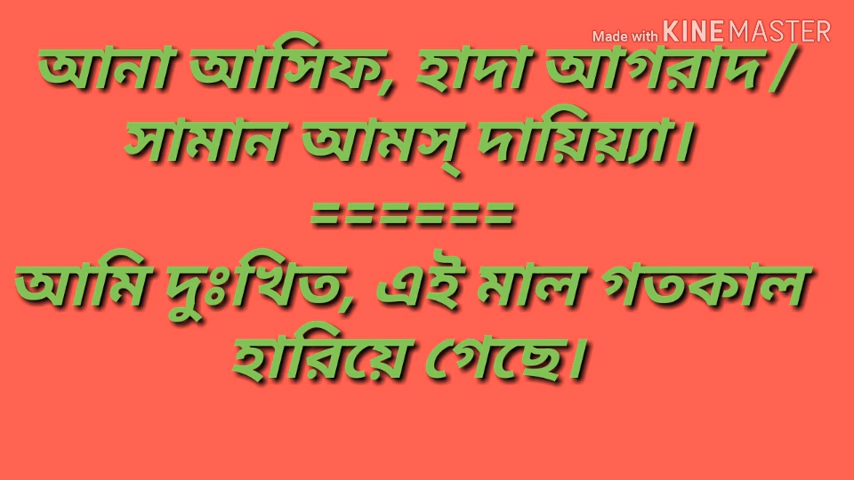 Made with KINEMASTER
আনা আসিফ, হাদা আগরাদ/
সামান আমস্ দায়িয়্যা।
======
আমি দুঃখিত, এই মাল গতকাল
হারিয়ে গেছে।